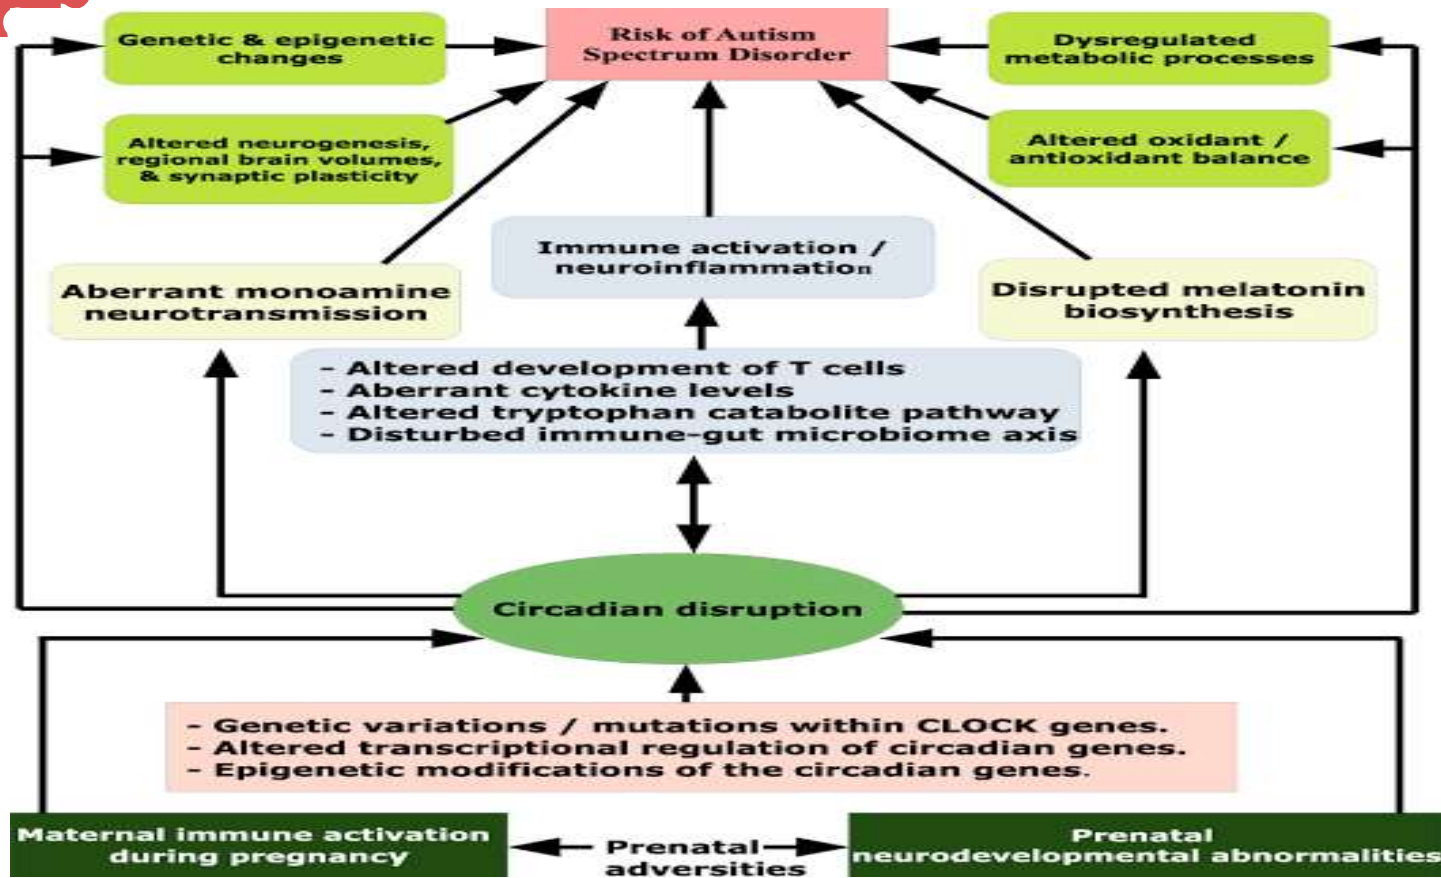 Genetic & epigenetic
changes
Risk of Autism
Spectrum Disorder
Dysregulated
metabolic processes
Altered neurogenesis,
regional brain volumes,
& synaptic plasticity
Altered oxidant /
antioxidant balance
Immune activation /
neuroinflammation
Aberrant monoamine
neurotransmission
Disrupted melatonin
biosynthesis
- Altered development of T cells
- Aberrant cytokine levels
- Altered tryptophan catabolite pathway
- Disturbed immune-gut microbiome axis
Circadian disruption
- Genetic variations / mutations within CLOCK genes.
- Altered transcriptional regulation of circadian genes.
- Epigenetic modifications of the circadian genes.
Maternal immune activation
during pregnancy
Prenatal
adversities
Prenatal
neurodevelopmental abnormalities